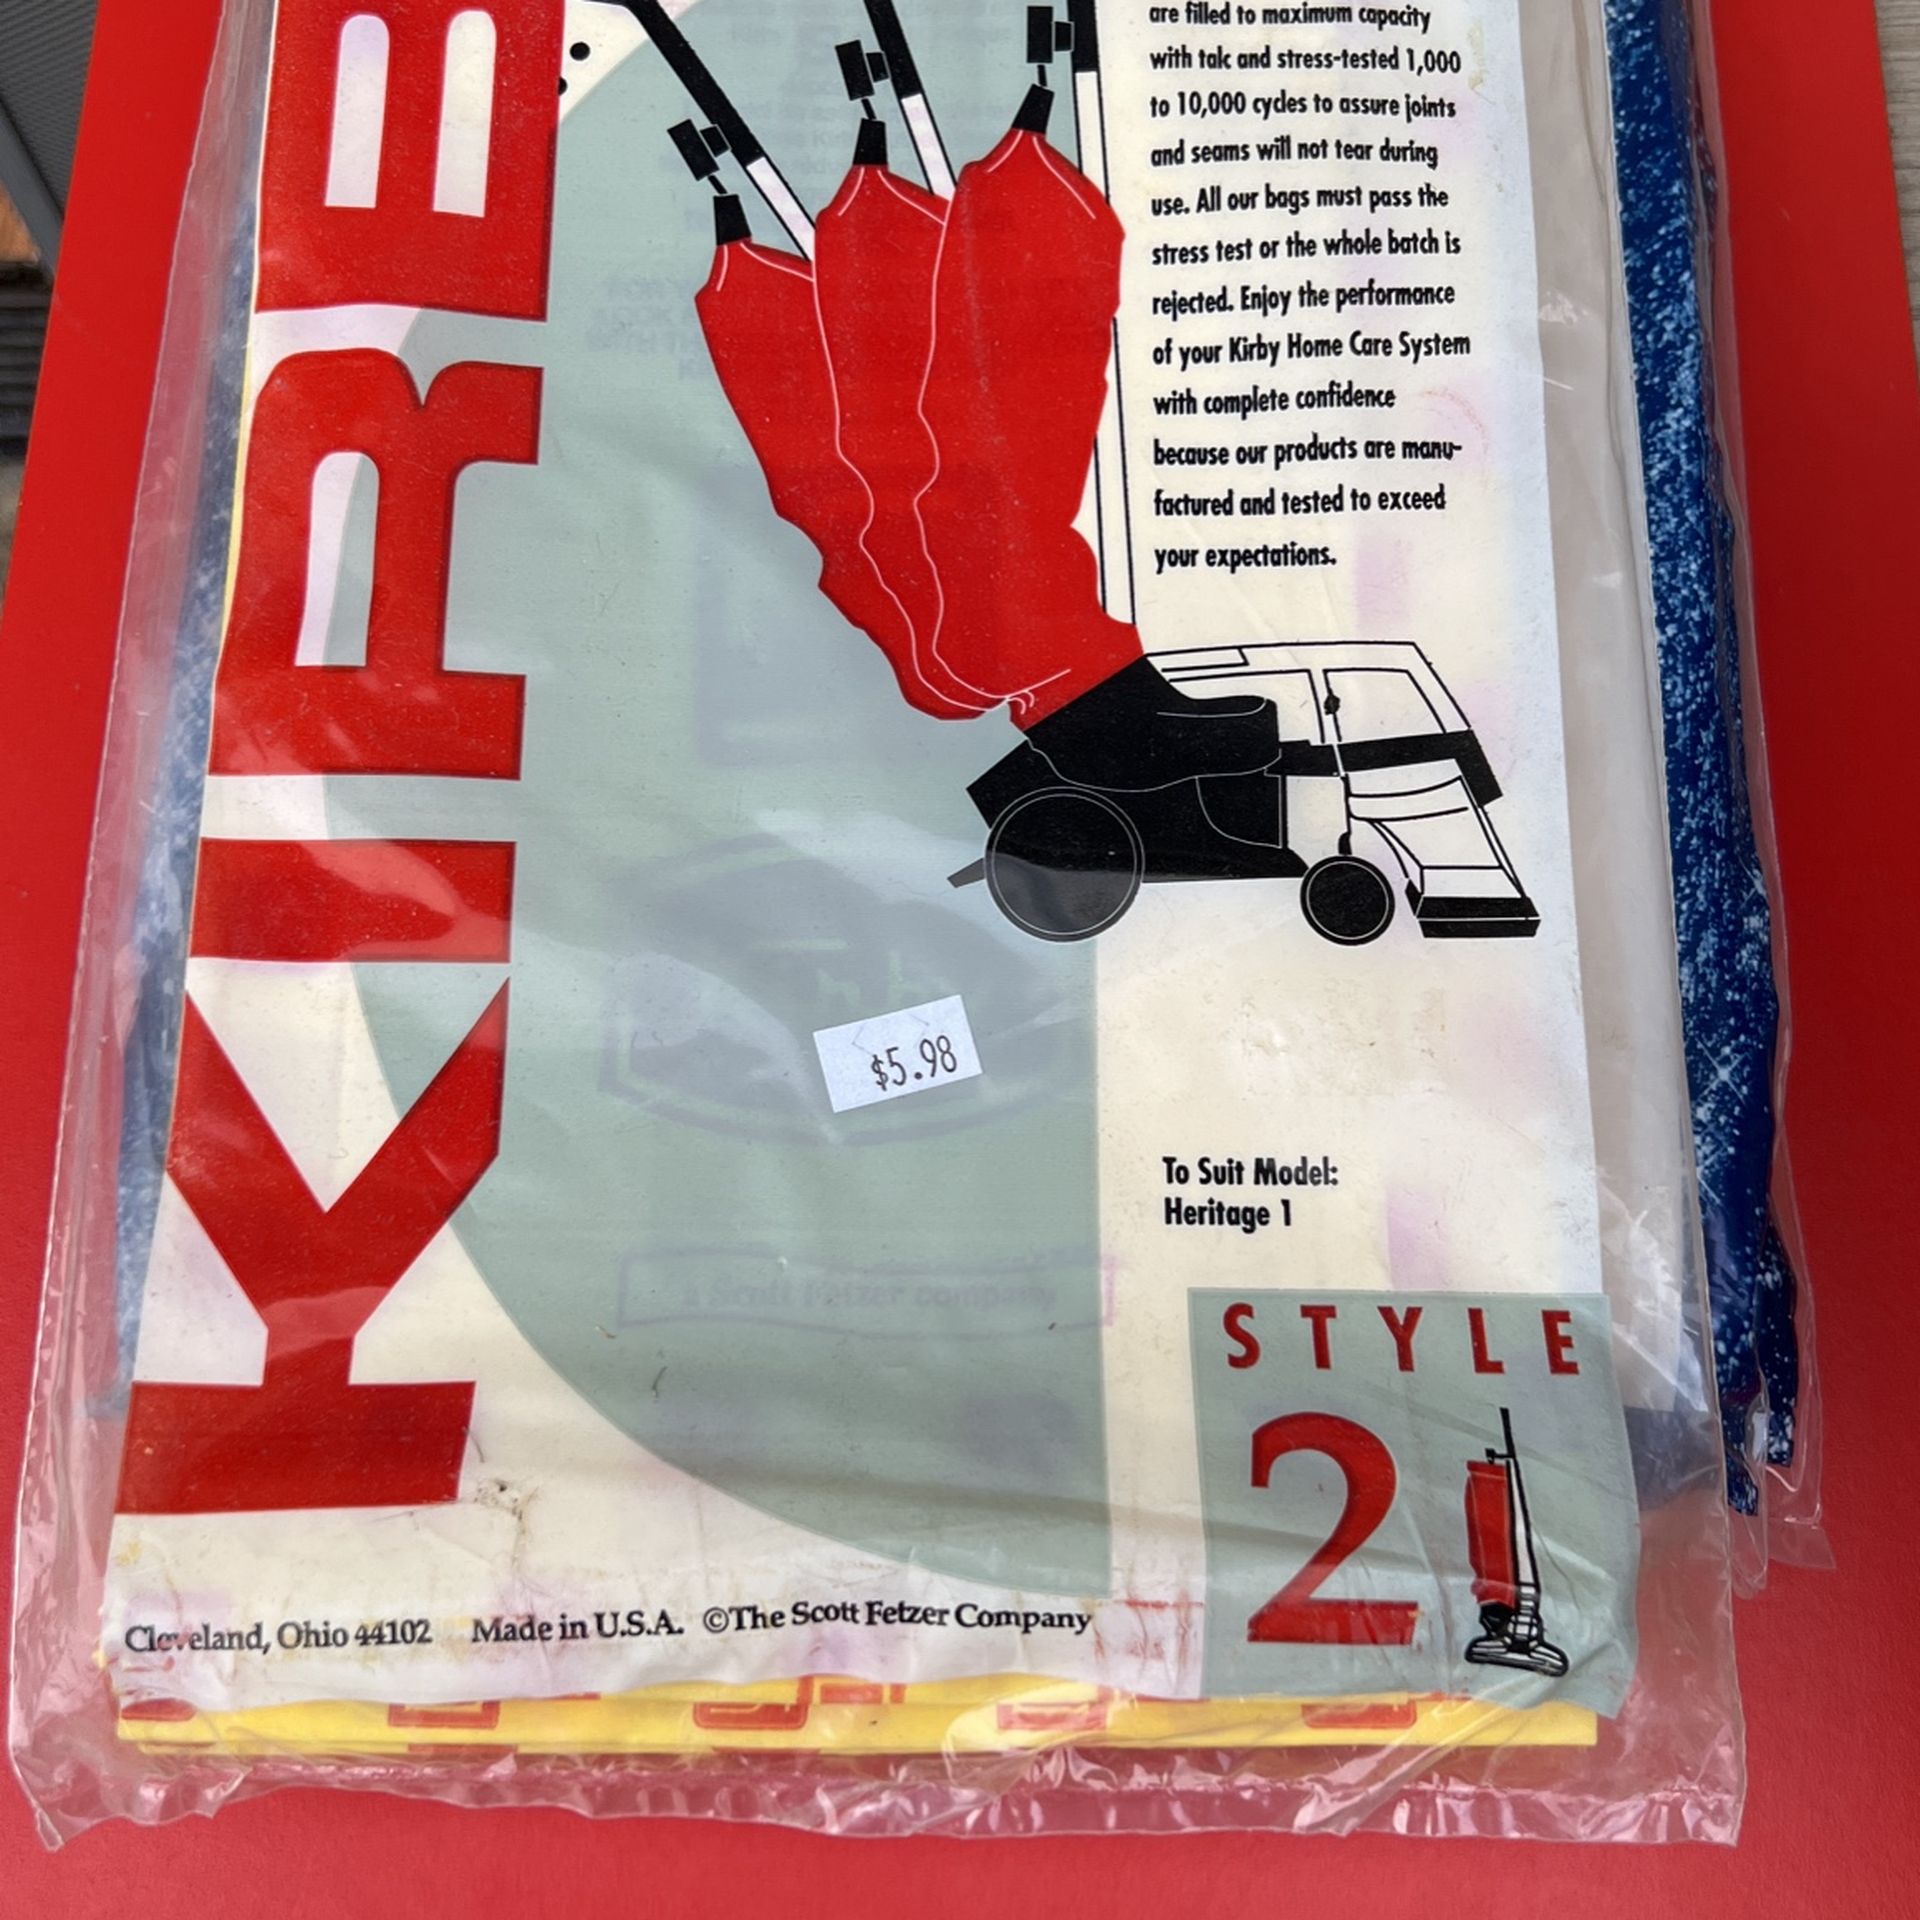 KIRB
are filled to maximum capacity
with talc and stress-tested 1,000
to 10,000 cycles to assure joints
and seams will not tear during
use. All our bags must pass the
stress test or the whole batch is
rejected. Enjoy the performance
of your Kirby Home Care System
with complete confidence
because our products are manu-
factured and tested to exceed
your expectations.
$5.98
To Suit Model:
Heritage 1
a Scott Fetzer company
STYLE
2
Cleveland, Ohio 44102 Made in U.S.A. ©The Scott Fetzer Company